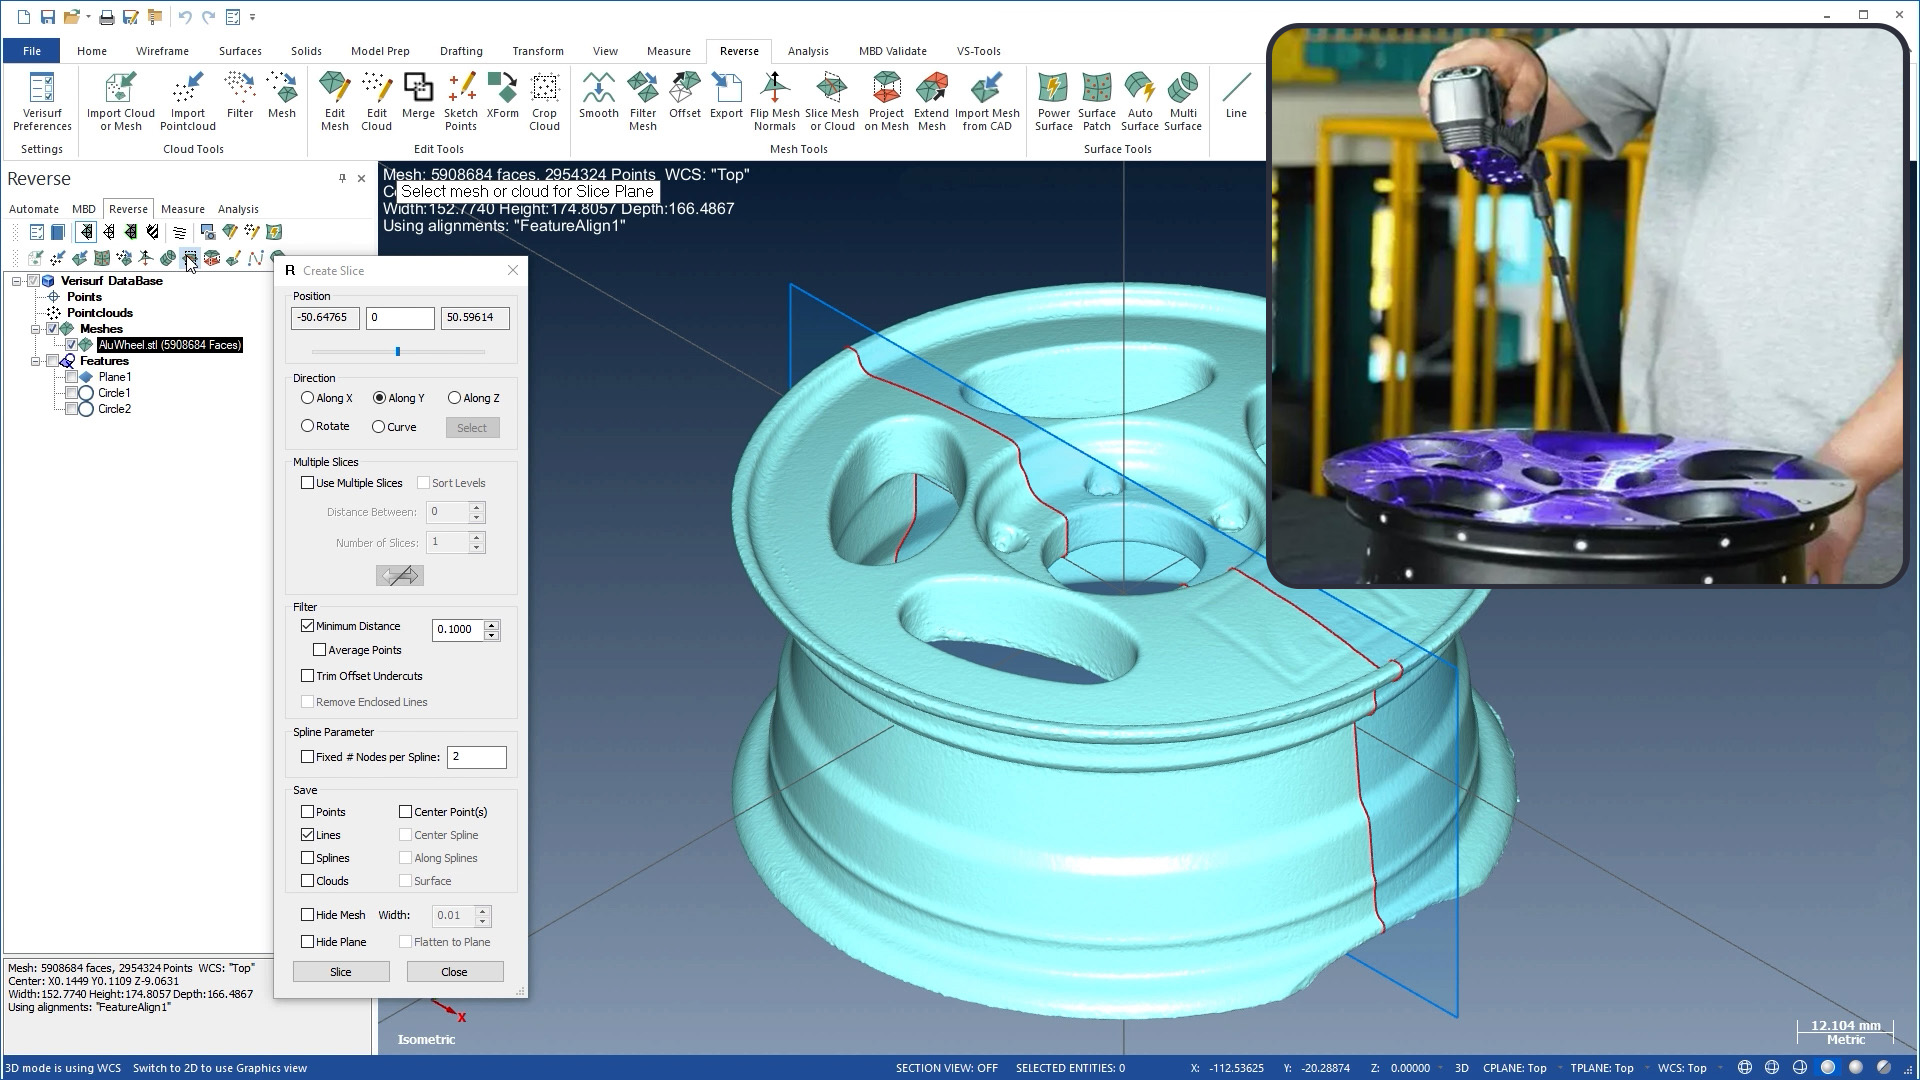 File Home Wireframe Surfaces Solids Model Prep Drafting Transform View Measure Reverse Analysis MBD Validate VS-Tools
Verisurf Preferences
Import Cloud or Mesh
Import Pointcloud
Filter
Mesh
Edit Mesh
Edit Cloud
Merge
Sketch Points
XForm
Crop Cloud
Smooth
Filter Mesh
Offset
Export
Flip Mesh Normals
Slice Mesh or Cloud
Project on Mesh
Extend Mesh
Import Mesh from CAD
Power Surface
Surface Patch
Auto Surface
Multi Surface
Line
Settings Cloud Tools Edit Tools Mesh Tools Surface Tools
Reverse
Automate MBD Reverse Measure Analysis
Verisurf DataBase
Points
Pointclouds
Meshes
AluWheel.stl (5908684 Faces)
Features
Plane1
Circle1
Circle2
Mesh: 5908684 faces, 2954324 Points WCS: "Top"
Center: X0.1449 Y0.1109 Z-9.0631
Width:152.7740 Height:174.8057 Depth:166.4867
Using alignments: "FeatureAlign1"
R Create Slice
Position
-50.64765 0 50.59614
Direction
Along X Along Y Along Z
Rotate Curve Select
Multiple Slices
Use Multiple Slices Sort Levels
Distance Between: 0
Number of Slices: 1
Filter
Minimum Distance 0.1000
Average Points
Trim Offset Undercuts
Remove Enclosed Lines
Spline Parameter
Fixed # Nodes per Spline: 2
Save
Points Center Point(s)
Lines Center Spline
Splines Along Splines
Clouds Surface
Hide Mesh Width: 0.01
Hide Plane Flatten to Plane
Slice Close
Mesh: 5908684 faces, 2954324 Points WCS: "Top"
Select mesh or cloud for Slice Plane
Width:152.7740 Height:174.8057 Depth:166.4867
Using alignments: "FeatureAlign1"
X
Isometric
12.104 mm
Metric
3D mode is using WCS Switch to 2D to use Graphics view SECTION VIEW: OFF SELECTED ENTITIES: 0 X: -112.53625 Y: -20.28874 Z: 0.00000 3D CPLANE: Top TPLANE: Top WCS: Top